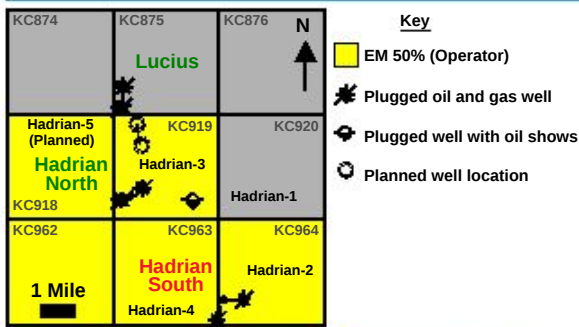 KC874
KC875
KC876
N
Lucius
Hadrian-5
(Planned)
KC919
KC920
Hadrian
North
Hadrian-3
Hadrian-1
KC918
KC962
KC963
KC964
Hadrian
South
Hadrian-2
1 Mile
Hadrian-4
Key
EM 50% (Operator)
Plugged oil and gas well
Plugged well with oil shows
Planned well location